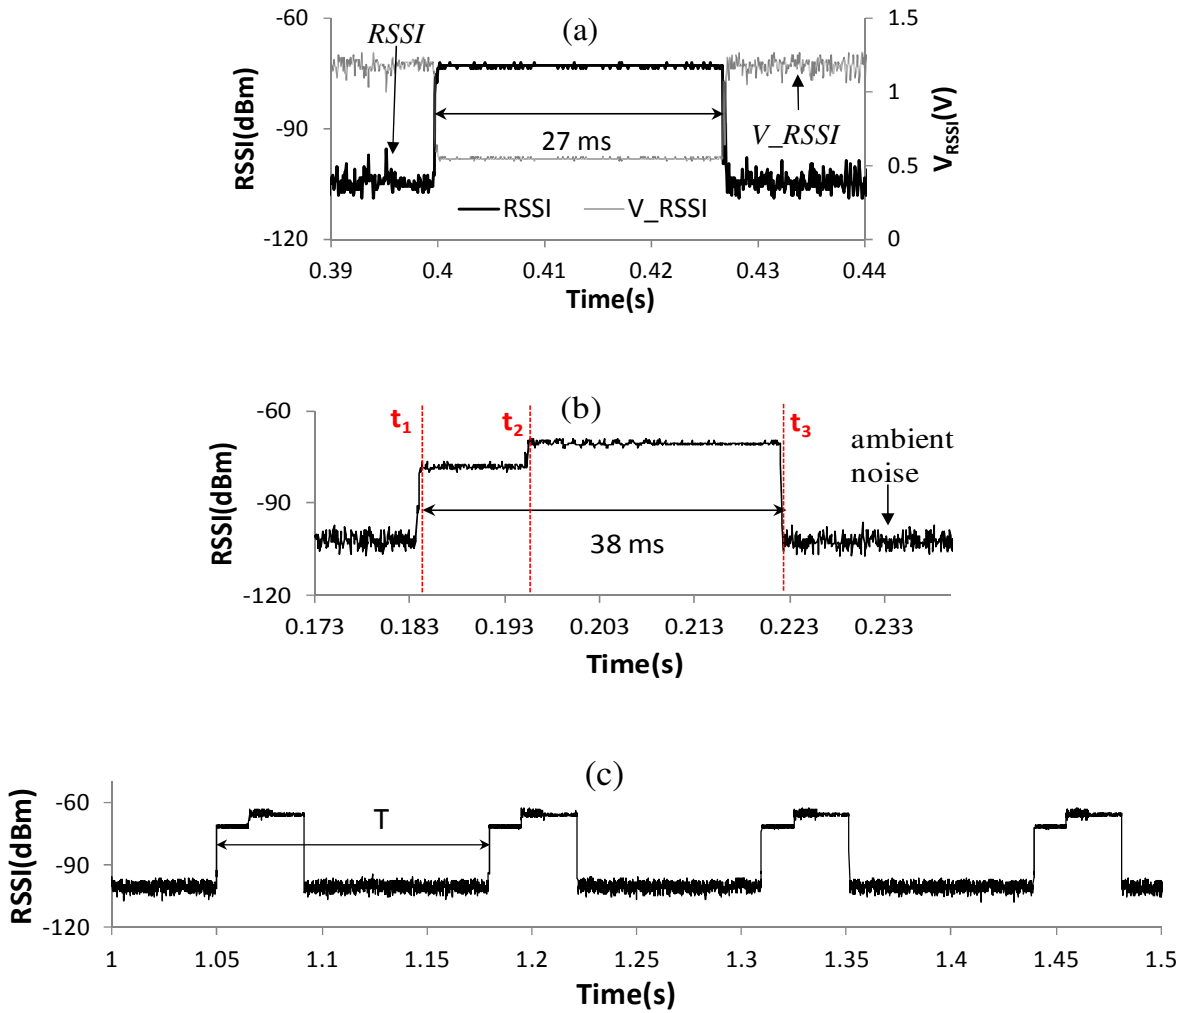 (a)
-60
-90
-120
RSSI(dBm)
1.5
1
0.5
0
V_RSSI(V)
RSSI
V_RSSI
27 ms
RSSI
V_RSSI
0.39
0.4
0.41
0.42
0.43
0.44
Time(s)
(b)
-60
-90
-120
RSSI(dBm)
t1
t2
t3
ambient
noise
38 ms
0.173
0.183
0.193
0.203
0.213
0.223
0.233
Time(s)
(c)
-60
-90
-120
RSSI(dBm)
T
1
1.05
1.1
1.15
1.2
1.25
1.3
1.35
1.4
1.45
1.5
Time(s)